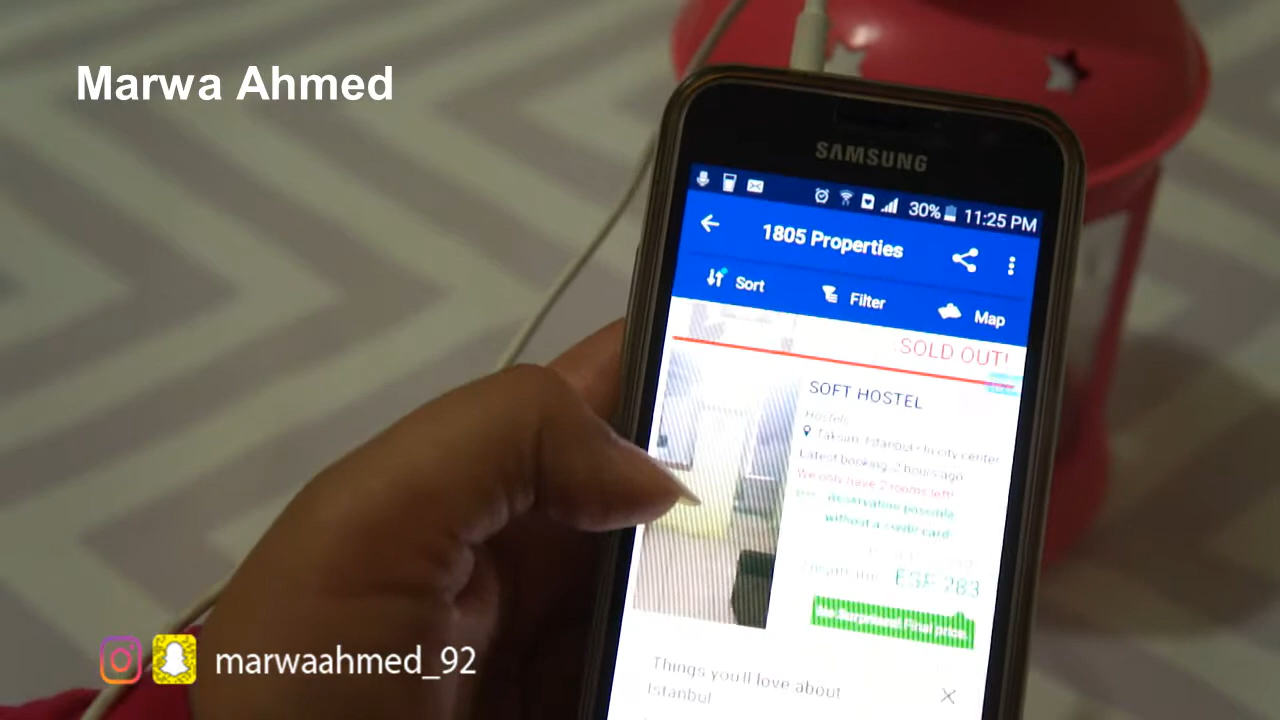 Marwa Ahmed
SAMSUNG
30% 11:25 PM
1805 Properties
Sort Filter Map
SOLD OUT!
SOFT HOSTEL
Hostels
Taksim, Istanbul - In city center
Latest booking: 2 hours ago
We only have 2 rooms left!
Reservation possible
without a credit card
EGP 783
Things you'll love about
Istanbul
marwaahmed_92